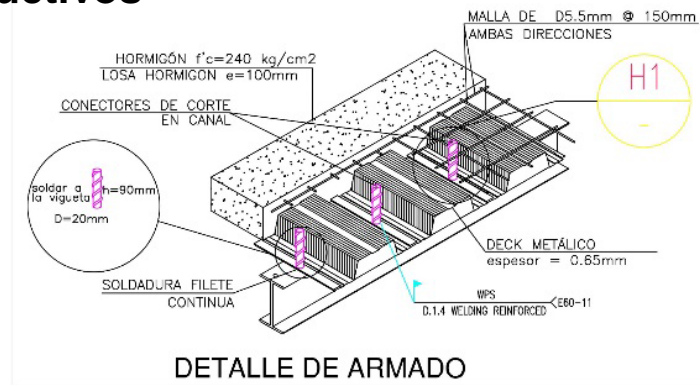 MALLA DE D5.5mm @ 150mm
AMBAS DIRECCIONES
HORMIGÓN f'c=240 kg/cm2
LOSA HORMIGON e=100mm
H1
CONECTORES DE CORTE
EN CANAL
soldar a
la vigueta
h=90mm
D=20mm
DECK METÁLICO
espesor = 0.65mm
SOLDADURA FILETE
CONTINUA
WPS
D.1.4 WELDING REINFORCED
E60-11
DETALLE DE ARMADO